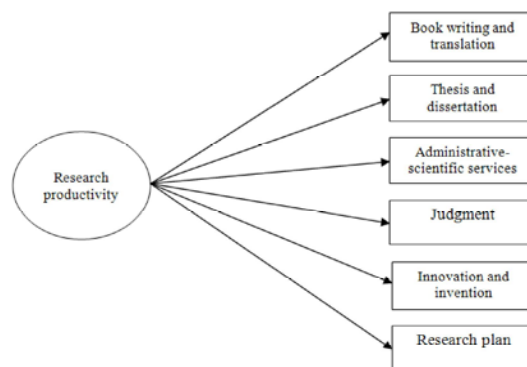 Book writing and
translation
Thesis and
dissertation
Administrative-
scientific services
Research
productivity
Judgment
Innovation and
invention
Research plan